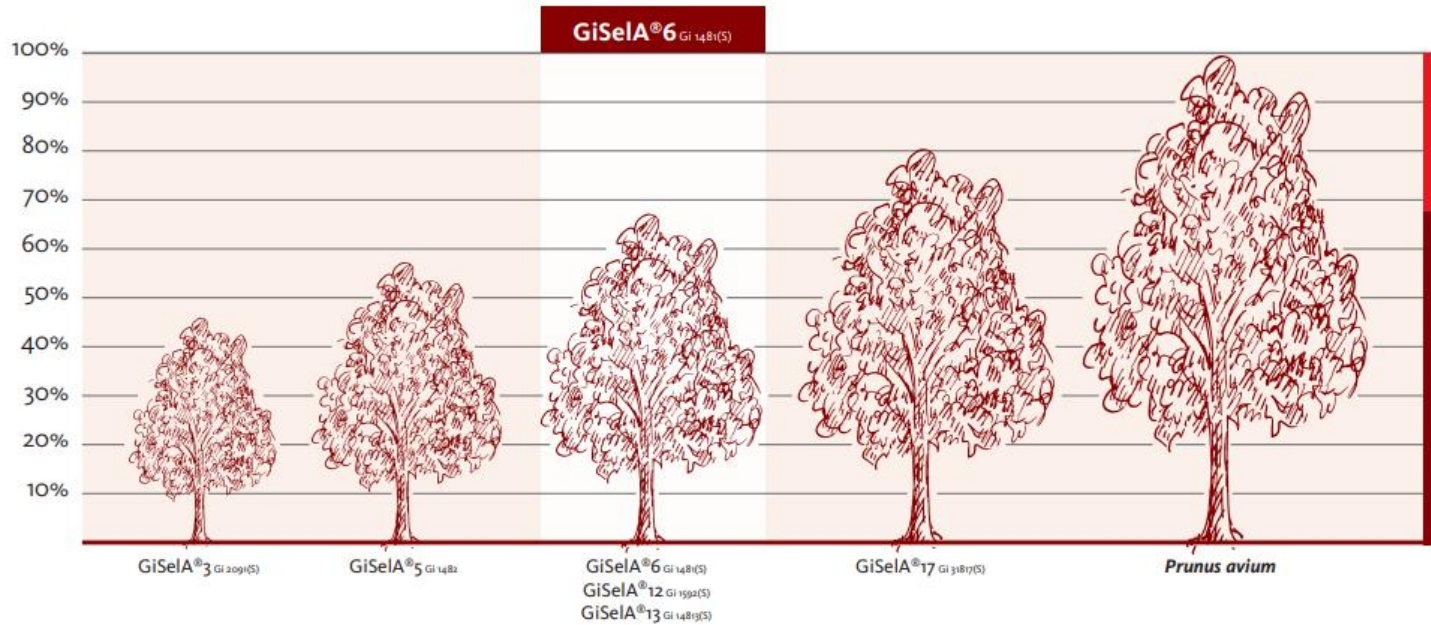 GiSelA®6 Gi 1481(S)
100%
90%
80%
70%
60%
50%
40%
30%
20%
10%
GiSelA®3 Gi 2091(S)
GiSelA®5 Gi 1482
GiSelA®6 Gi 1481(S)
GiSelA®12 Gi 1592(S)
GiSelA®13 Gi 14813(S)
GiSelA®17 Gi 31817(S)
Prunus avium